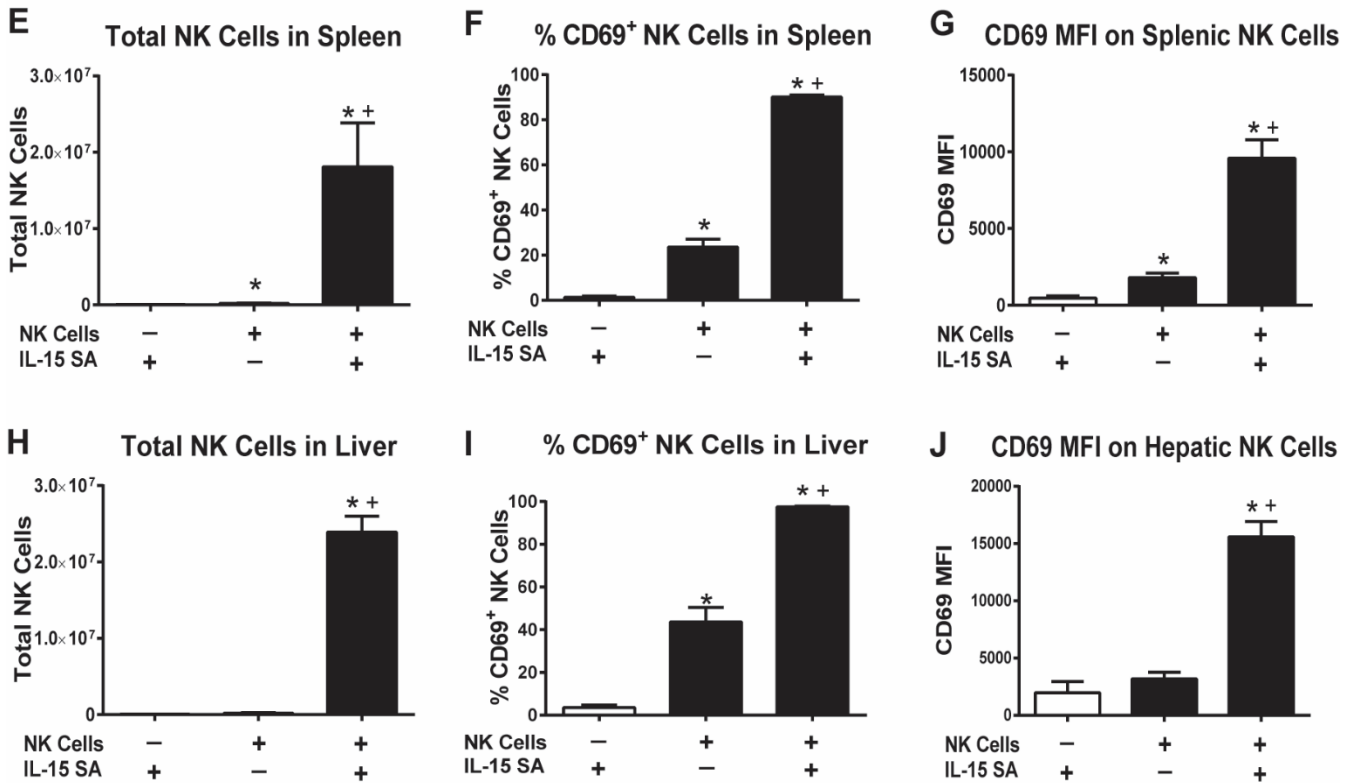 E Total NK Cells in Spleen
Total NK Cells
3.0×10⁷
2.0×10⁷
1.0×10⁷
0
*
* +
NK Cells − + +
IL-15 SA + − +
F % CD69⁺ NK Cells in Spleen
% CD69⁺ NK Cells
100
80
60
40
20
0
*
* +
NK Cells − + +
IL-15 SA + − +
G CD69 MFI on Splenic NK Cells
CD69 MFI
15000
10000
5000
0
*
* +
NK Cells − + +
IL-15 SA + − +
H Total NK Cells in Liver
Total NK Cells
3.0×10⁷
2.0×10⁷
1.0×10⁷
0
* +
NK Cells − + +
IL-15 SA + − +
I % CD69⁺ NK Cells in Liver
% CD69⁺ NK Cells
100
80
60
40
20
0
*
* +
NK Cells − + +
IL-15 SA + − +
J CD69 MFI on Hepatic NK Cells
CD69 MFI
20000
15000
10000
5000
0
* +
NK Cells − + +
IL-15 SA + − +